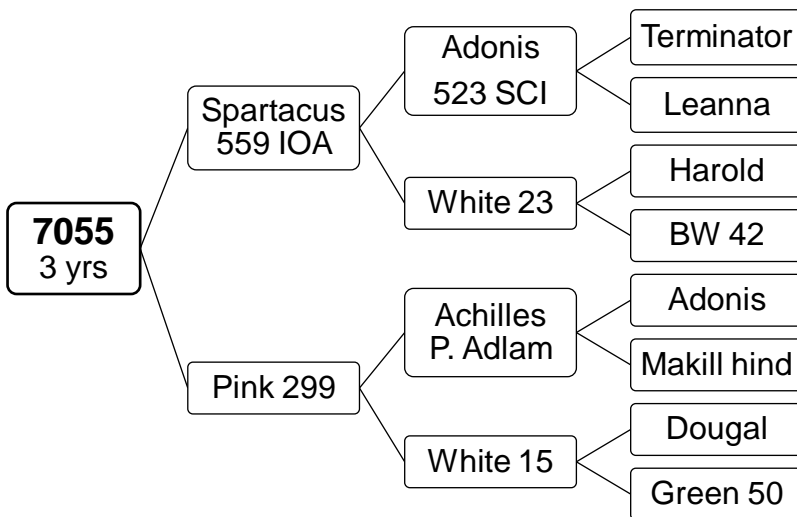 7055
3 yrs
Spartacus
559 IOA
Pink 299
Adonis
523 SCI
White 23
Achilles
P. Adlam
White 15
Terminator
Leanna
Harold
BW 42
Adonis
Makill hind
Dougal
Green 50